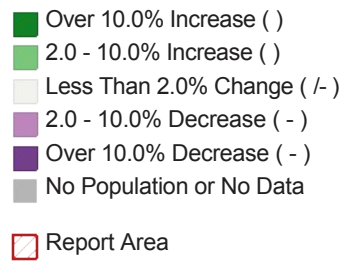 Over 10.0% Increase ( )
2.0 - 10.0% Increase ( )
Less Than 2.0% Change ( /- )
2.0 - 10.0% Decrease ( - )
Over 10.0% Decrease ( - )
No Population or No Data
Report Area